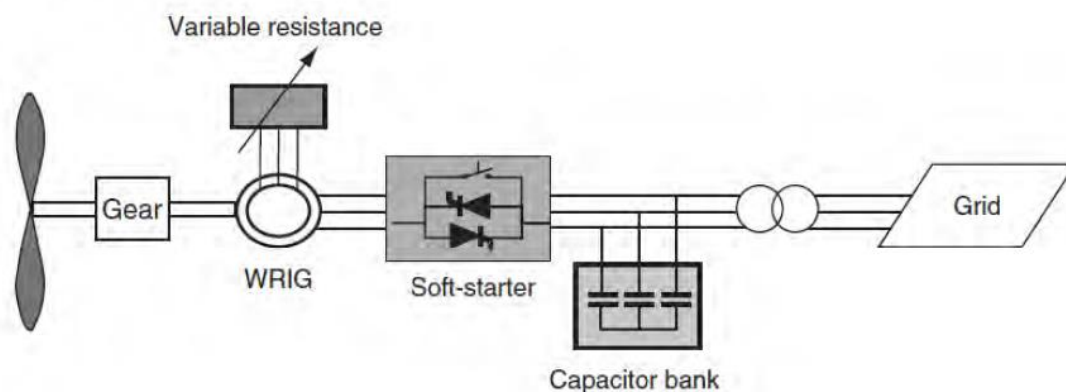 Variable resistance
Gear
WRIG
Soft-starter
Capacitor bank
Grid